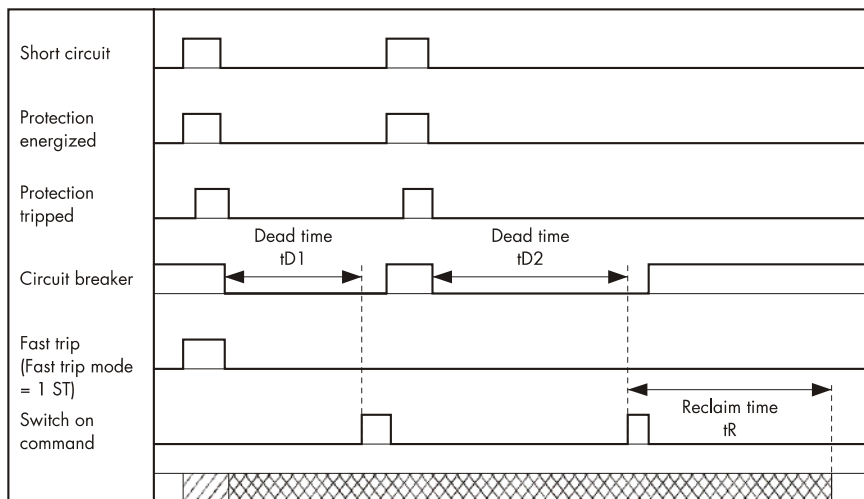 Short circuit
Protection
energized
Protection
tripped
Dead time
tD1
Dead time
tD2
Circuit breaker
Fast trip
(Fast trip mode
= 1 ST)
Reclaim time
tR
Switch on
command